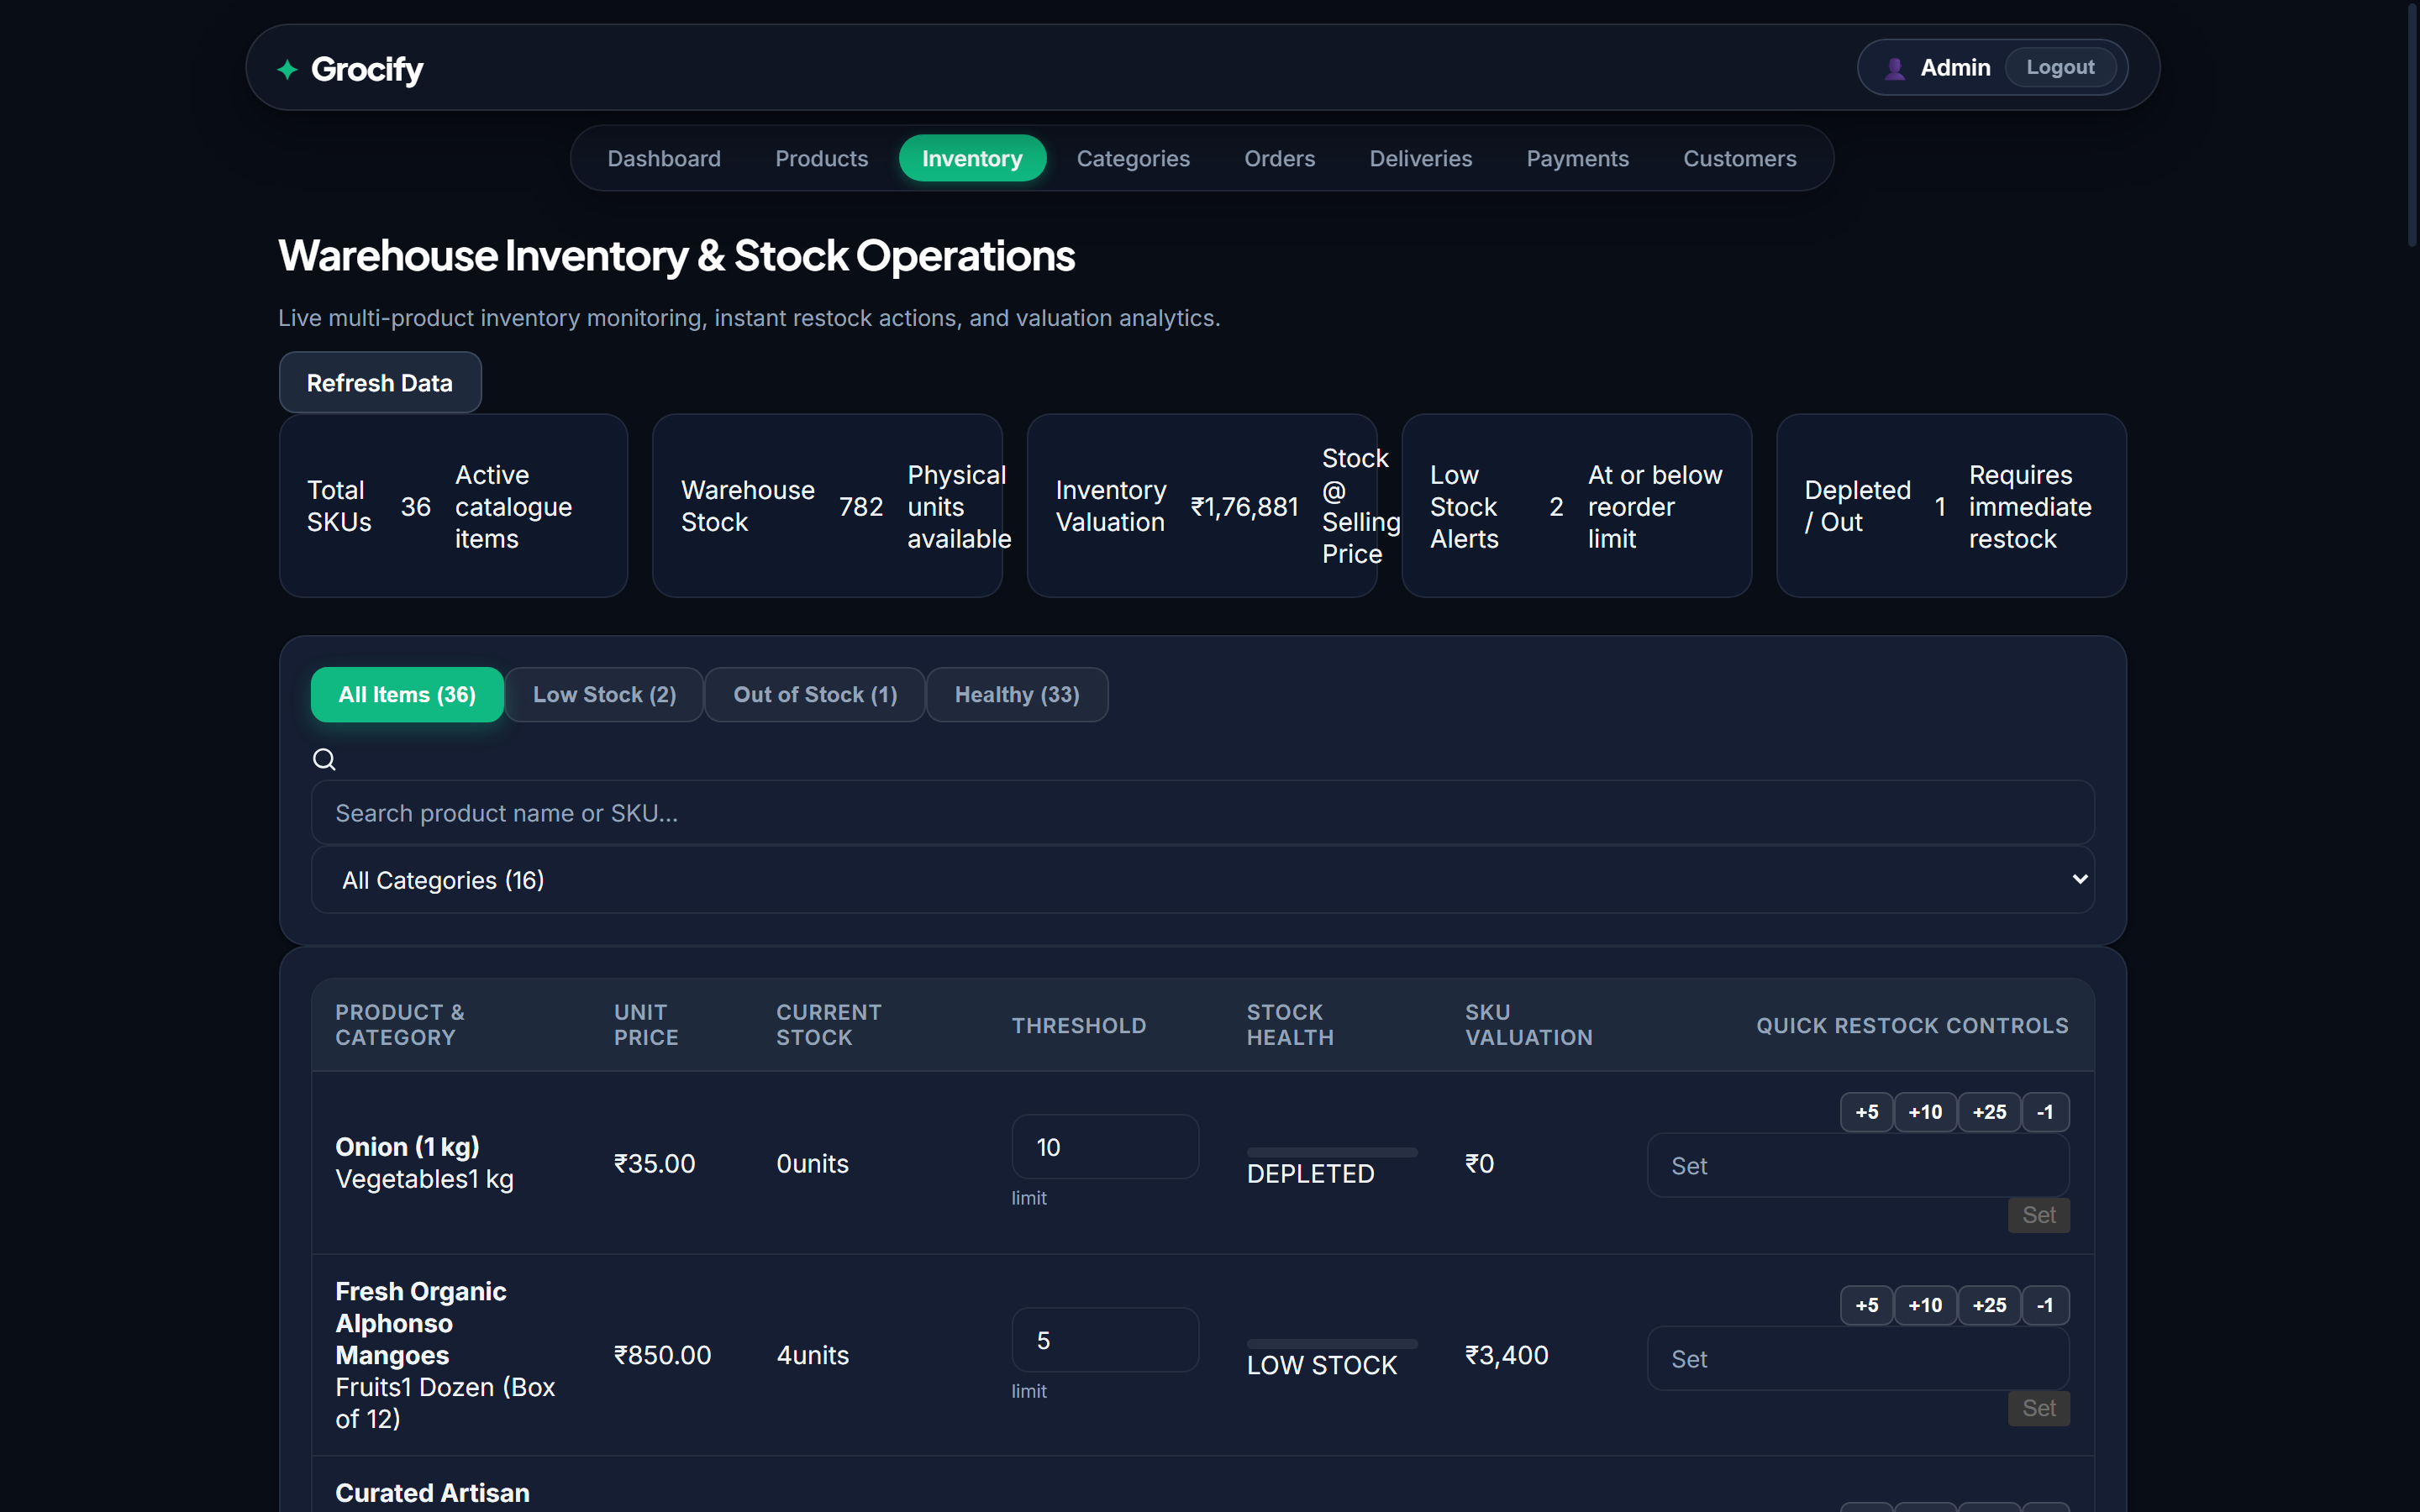 Grocify
Admin
Logout
Dashboard
Products
Inventory
Categories
Orders
Deliveries
Payments
Customers
Warehouse Inventory & Stock Operations
Live multi-product inventory monitoring, instant restock actions, and valuation analytics.
Refresh Data
Total
SKUs
36
Active
catalogue
items
Warehouse
Stock
782
Physical
units
available
Inventory
Valuation
₹1,76,881
Stock
@
Selling
Price
Low
Stock
Alerts
2
At or below
reorder
limit
Depleted
/ Out
1
Requires
immediate
restock
All Items (36)
Low Stock (2)
Out of Stock (1)
Healthy (33)
Search product name or SKU...
All Categories (16)
PRODUCT &
CATEGORY
UNIT
PRICE
CURRENT
STOCK
THRESHOLD
STOCK
HEALTH
SKU
VALUATION
QUICK RESTOCK CONTROLS
Onion (1 kg)
Vegetables1 kg
₹35.00
0units
10
limit
DEPLETED
₹0
+5
+10
+25
-1
Set
Set
Fresh Organic
Alphonso
Mangoes
Fruits1 Dozen (Box
of 12)
₹850.00
4units
5
limit
LOW STOCK
₹3,400
+5
+10
+25
-1
Set
Set
Curated Artisan